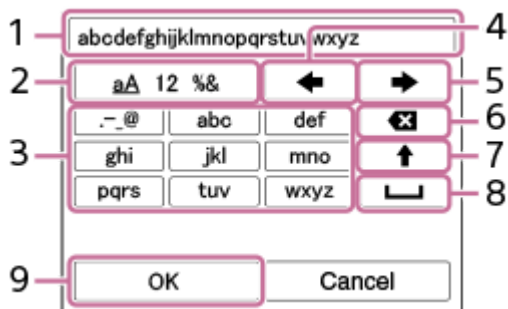 1 abcdefghijklmnopqrstuvwxyz 4
2 aA 12 %& 5
.-_@ abc def 6
3 ghi jkl mno 7
pqrs tuv wxyz 8
9 OK Cancel